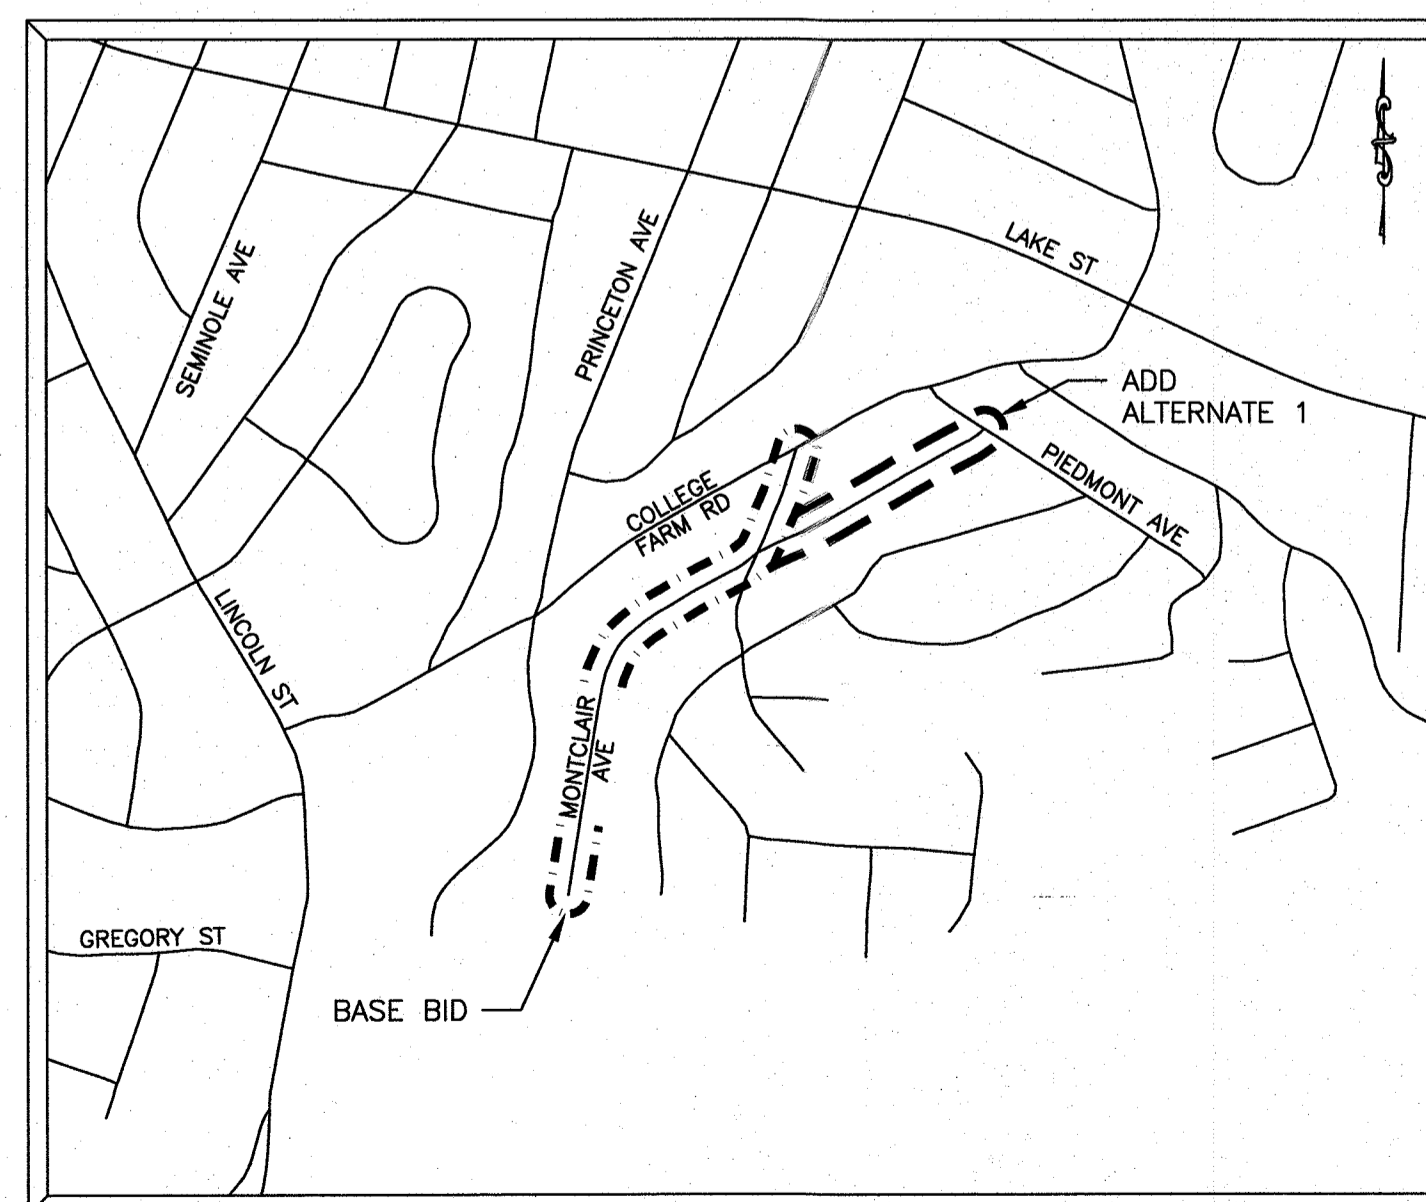 LAKE ST
SEMINOLE AVE
PRINCETON AVE
ADD
ALTERNATE 1
PIEDMONT AVE
COLLEGE
FARM RD
LINCOLN ST
MONTCLAIR
AVE
GREGORY ST
BASE BID